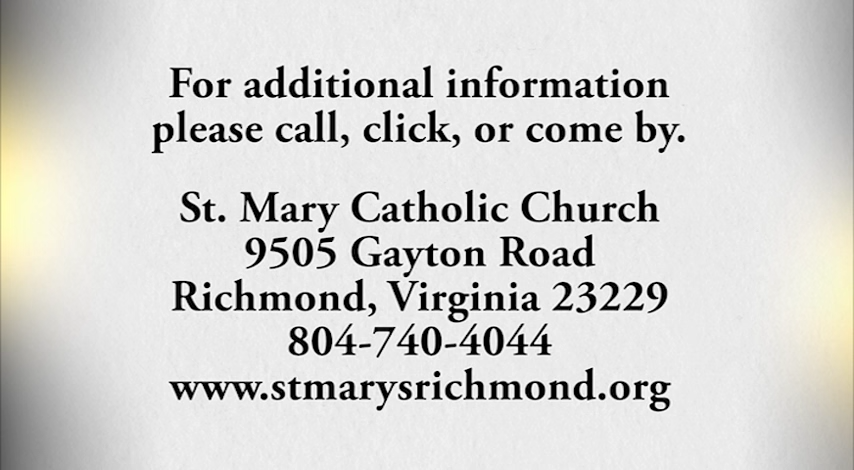 For additional information
please call, click, or come by.
St. Mary Catholic Church
9505 Gayton Road
Richmond, Virginia 23229
804-740-4044
www.stmarysrichmond.org